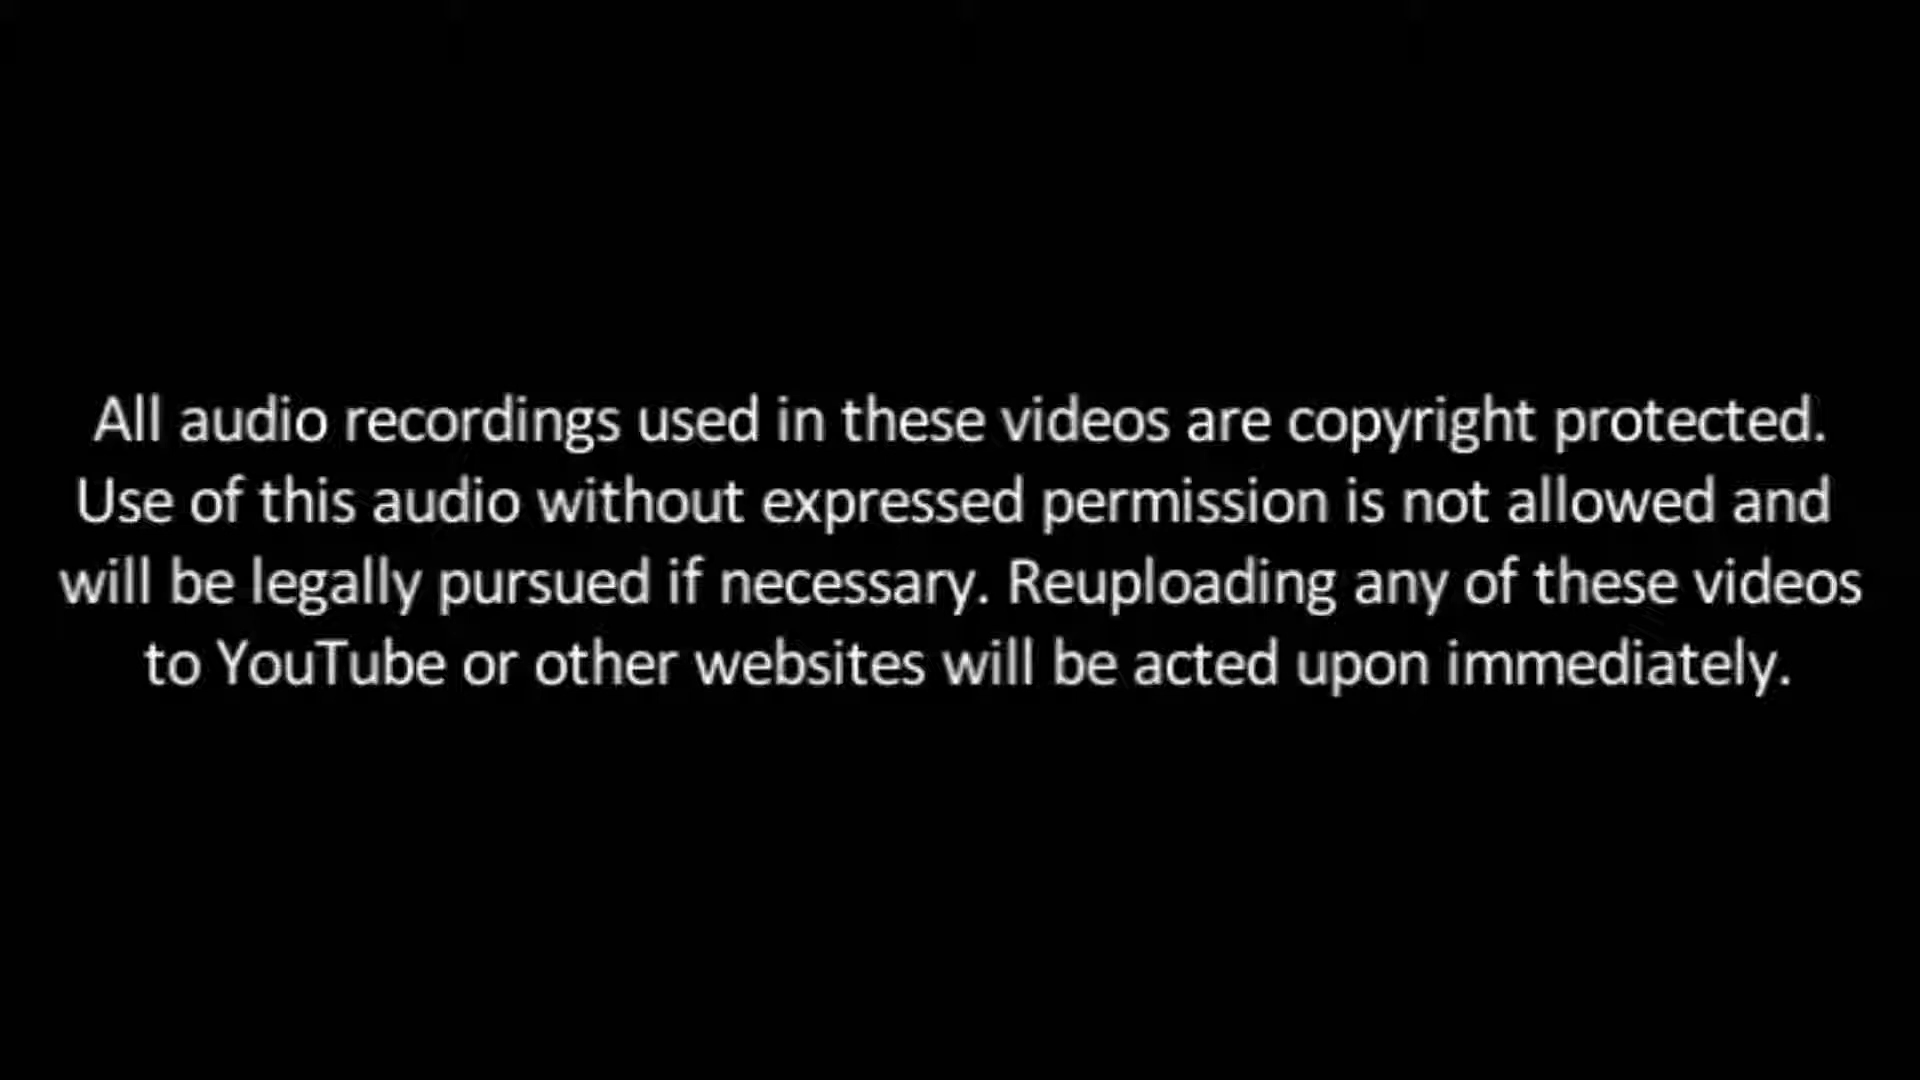 All audio recordings used in these videos are copyright protected.
Use of this audio without expressed permission is not allowed and
will be legally pursued if necessary. Reuploading any of these videos
to YouTube or other websites will be acted upon immediately.